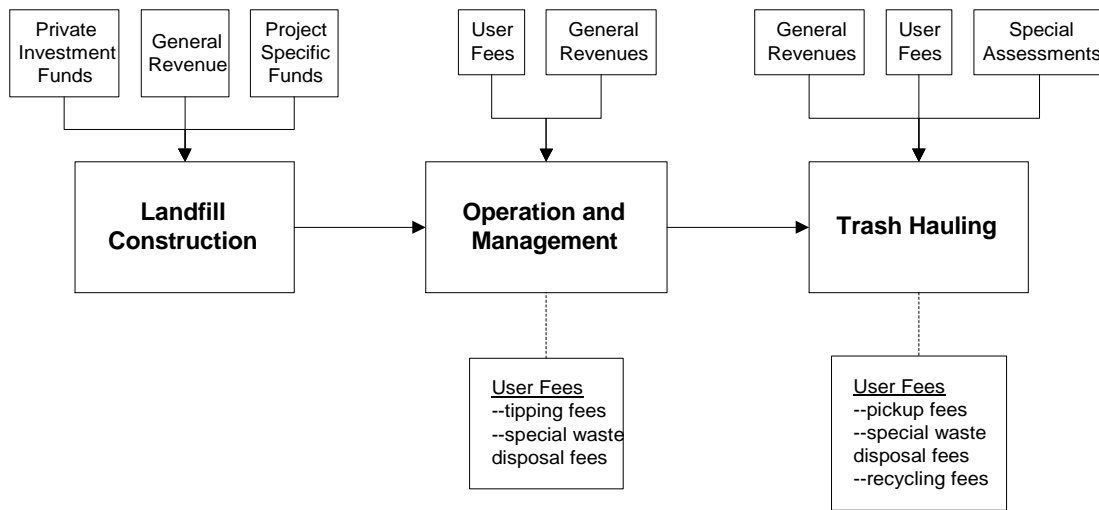 Private
Investment
Funds
General
Revenue
Project
Specific
Funds
User
Fees
General
Revenues
General
Revenues
User
Fees
Special
Assessments
Landfill
Construction
Operation and
Management
Trash Hauling
User Fees
--tipping fees
--special waste
disposal fees
User Fees
--pickup fees
--special waste
disposal fees
--recycling fees